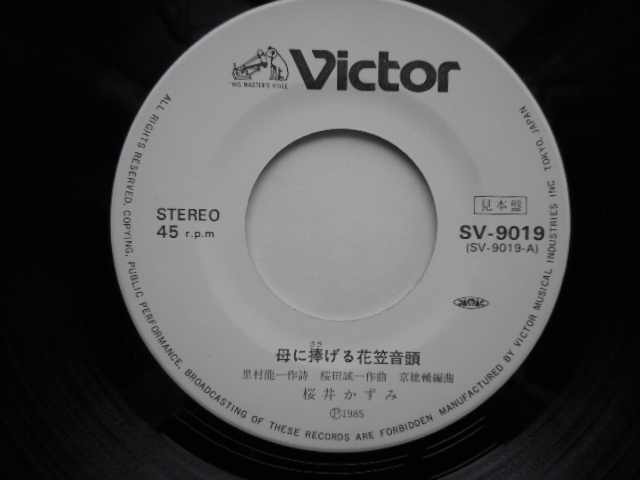 "HIS MASTER'S VOICE"
Victor
STEREO
45 r.p.m
見本盤
SV-9019
(SV-9019-A)
ささ
母に捧げる花笠音頭
里村龍一作詩 桜田誠一作曲 京建輔編曲
桜井かずみ
Ⓟ1985
ALL RIGHTS RESERVED. COPYING, PUBLIC PERFORMANCE, BROADCASTING OF THESE RECORDS ARE FORBIDDEN MANUFACTURED BY VICTOR MUSICAL INDUSTRIES INC TOKYO, JAPAN